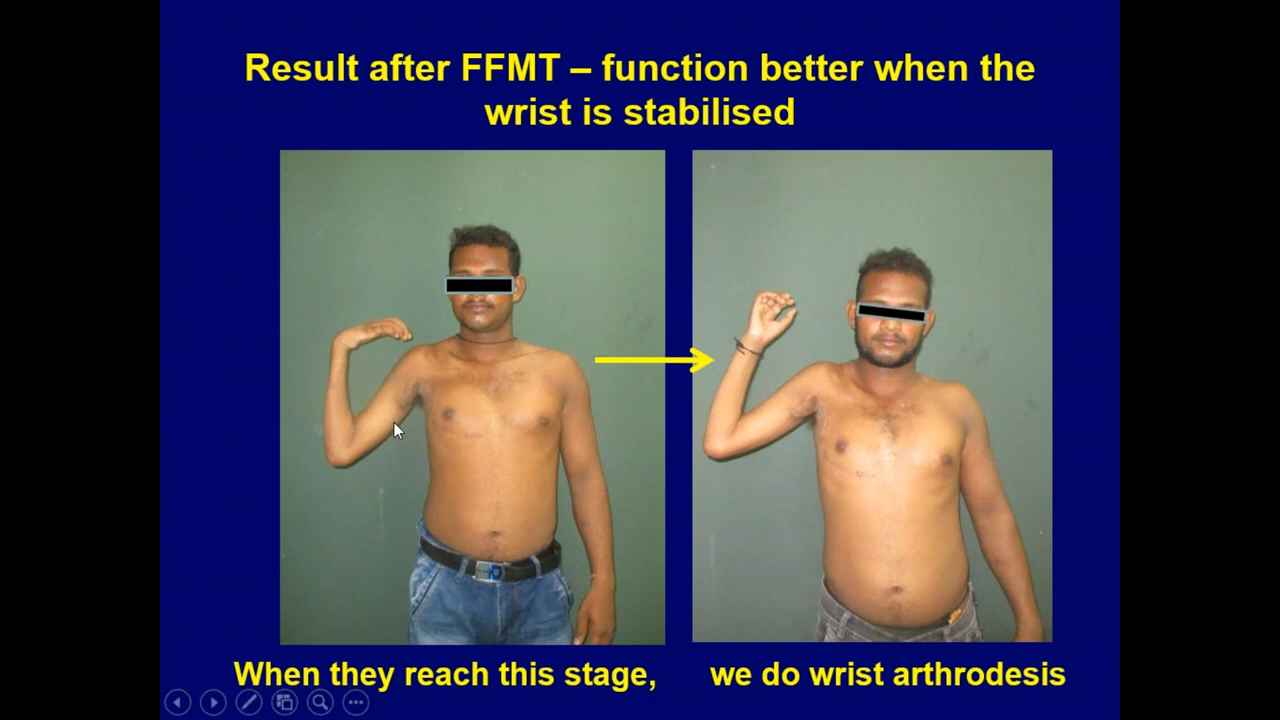 Result after FFMT – function better when the
wrist is stabilised
When they reach this stage,
we do wrist arthrodesis